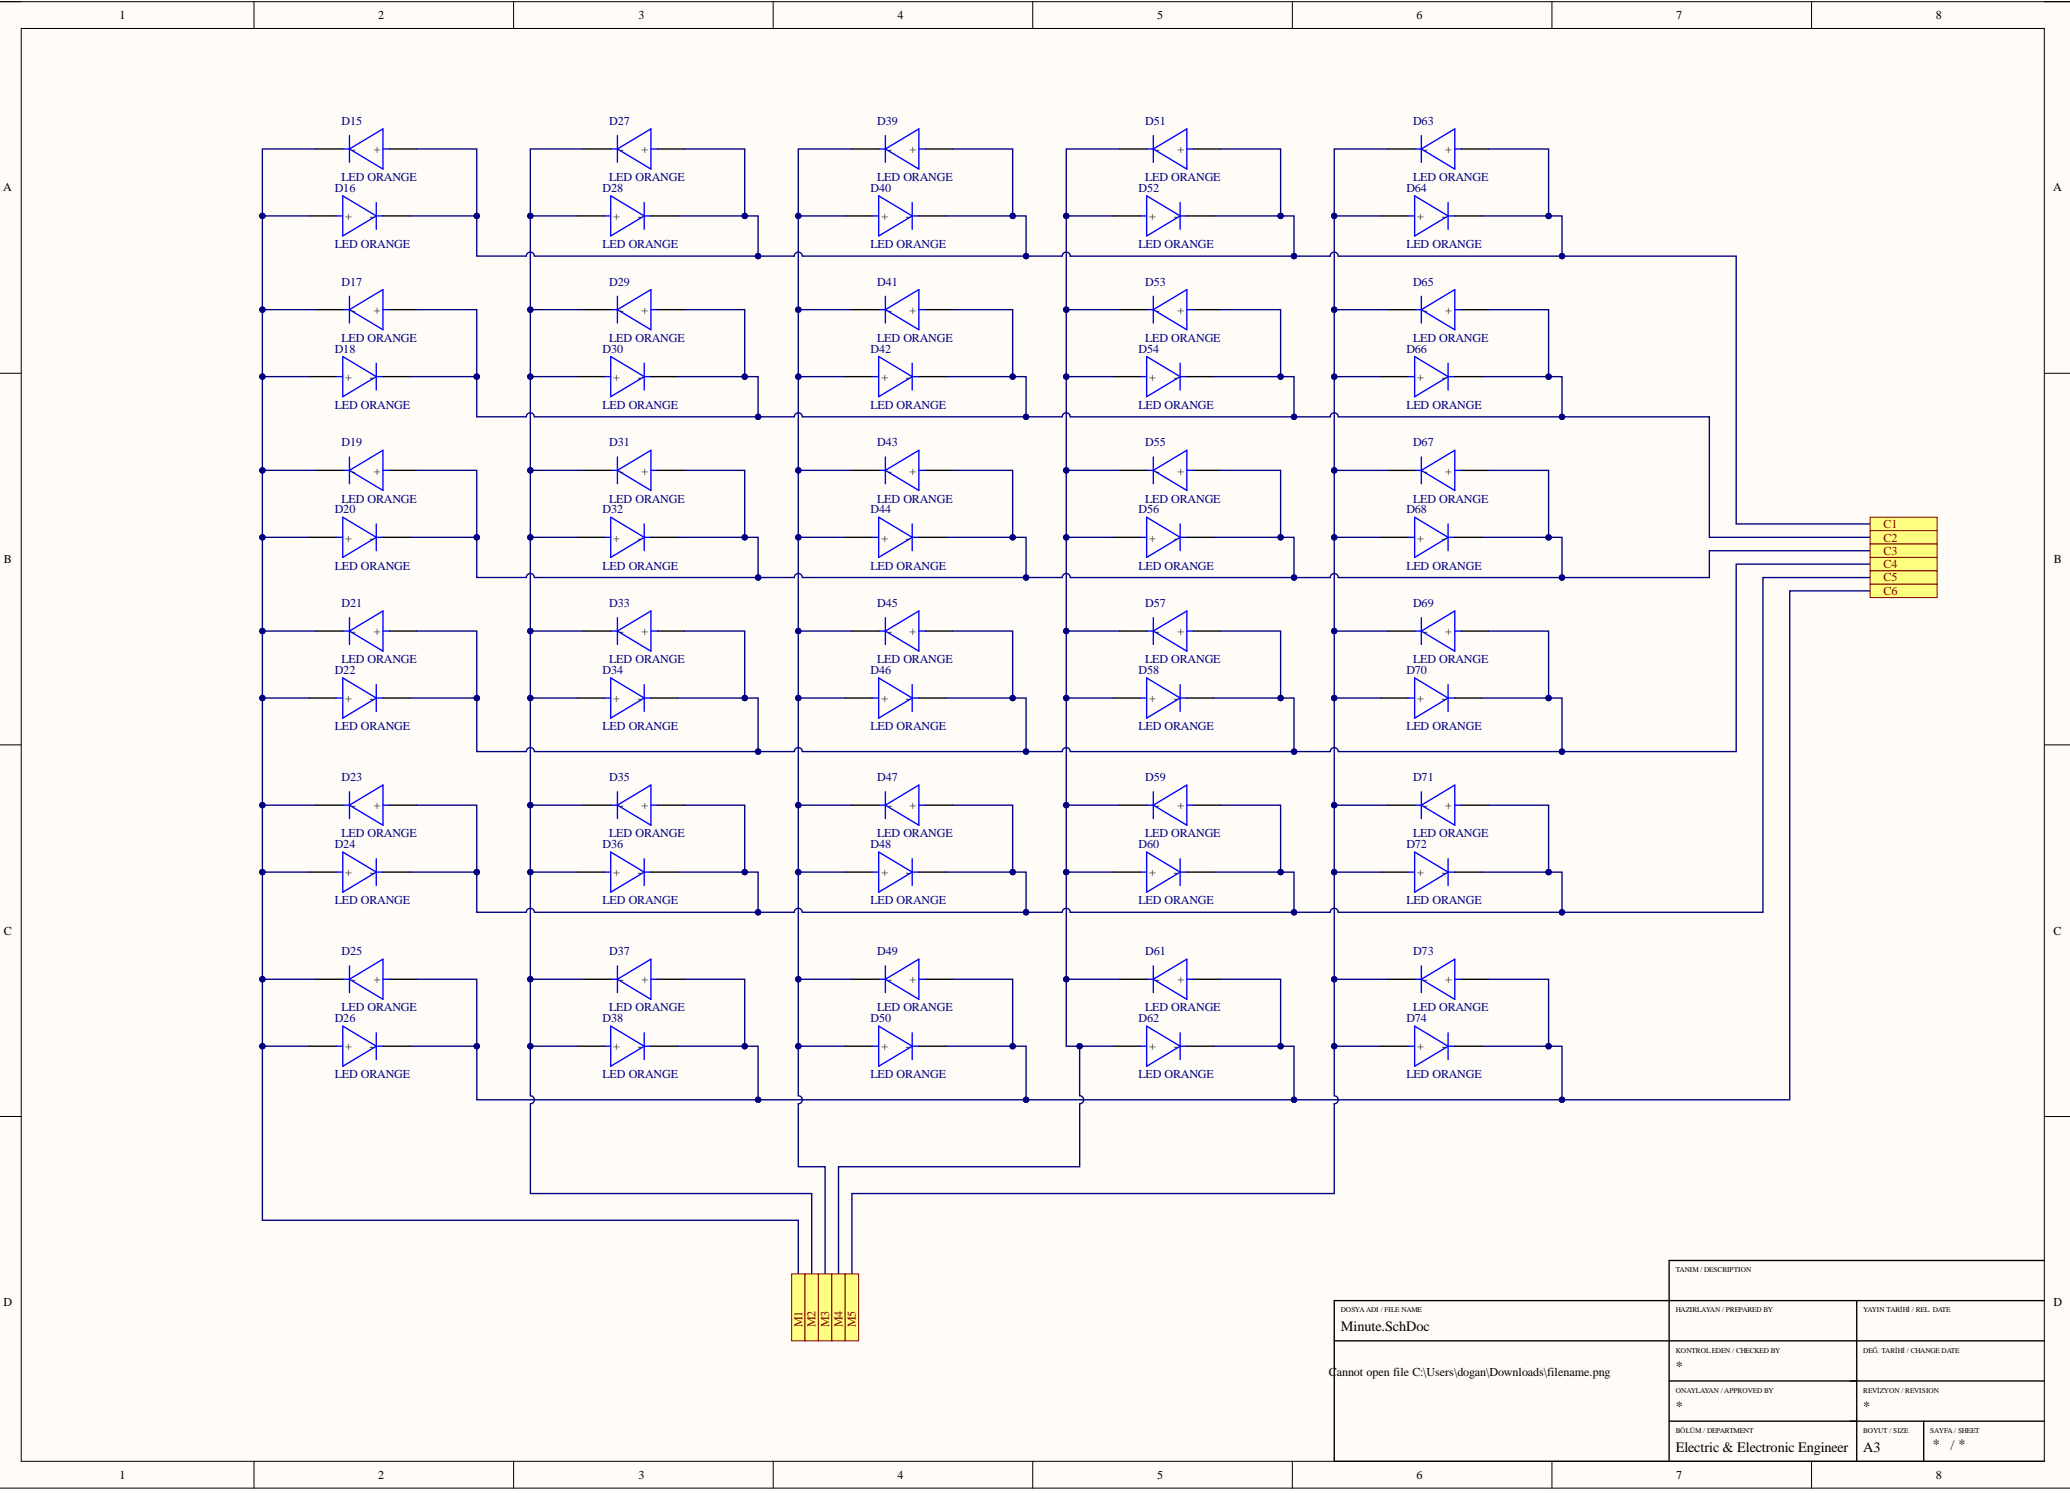 1 2 3 4 5 6 7 8
D15 D27 D39 D51 D63
LED ORANGE LED ORANGE LED ORANGE LED ORANGE LED ORANGE
A D16 D28 D40 D52 D64 A
LED ORANGE LED ORANGE LED ORANGE LED ORANGE LED ORANGE
D17 D29 D41 D53 D65
LED ORANGE LED ORANGE LED ORANGE LED ORANGE LED ORANGE
D18 D30 D42 D54 D66
LED ORANGE LED ORANGE LED ORANGE LED ORANGE LED ORANGE
D19 D31 D43 D55 D67
LED ORANGE LED ORANGE LED ORANGE LED ORANGE LED ORANGE
D20 D32 D44 D56 D68
C1
C2
C3
B LED ORANGE LED ORANGE LED ORANGE LED ORANGE LED ORANGE B
C4
C5
C6
D21 D33 D45 D57 D69
LED ORANGE LED ORANGE LED ORANGE LED ORANGE LED ORANGE
D22 D34 D46 D58 D70
LED ORANGE LED ORANGE LED ORANGE LED ORANGE LED ORANGE
D23 D35 D47 D59 D71
LED ORANGE LED ORANGE LED ORANGE LED ORANGE LED ORANGE
D24 D36 D48 D60 D72
LED ORANGE LED ORANGE LED ORANGE LED ORANGE LED ORANGE
C C
D25 D37 D49 D61 D73
LED ORANGE LED ORANGE LED ORANGE LED ORANGE LED ORANGE
D26 D38 D50 D62 D74
LED ORANGE LED ORANGE LED ORANGE LED ORANGE LED ORANGE
M1 M2 M3 M4 M5
D D
TANIM / DESCRIPTION
DOSYA ADI / FILE NAME
Minute.SchDoc
HAZIRLAYAN / PREPARED BY
YAYIN TARİHİ / REL. DATE
Cannot open file C:\Users\dogan\Downloads\filename.png
KONTROL EDEN / CHECKED BY
*
DEĞ. TARİHİ / CHANGE DATE
ONAYLAYAN / APPROVED BY
*
REVİZYON / REVISION
*
BÖLÜM / DEPARTMENT
Electric & Electronic Engineer
BOYUT / SIZE
A3
SAYFA / SHEET
* / *
1 2 3 4 5 6 7 8